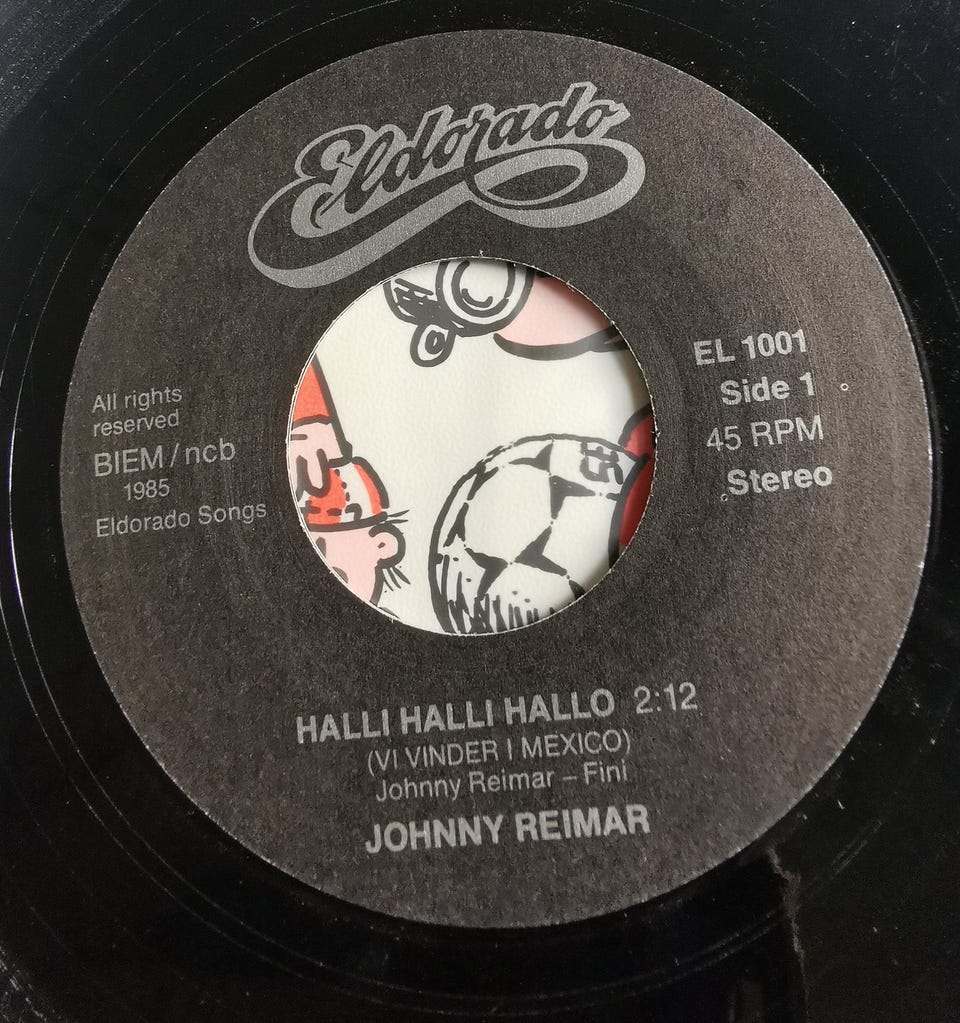 Eldorado
All rights
reserved
BIEM / ncb
1985
Eldorado Songs
EL 1001
Side 1
45 RPM
Stereo
HALLI HALLI HALLO 2:12
(VI VINDER I MEXICO)
Johnny Reimar – Fini
JOHNNY REIMAR